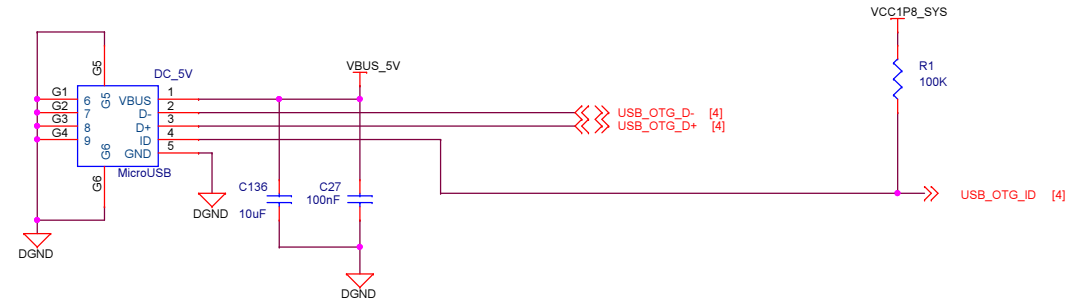 VCC1P8_SYS
R1
100K
VBUS_5V
DC_5V
G5
G1 6 G5 VBUS 1
G2 7 D- 2
G3 8 D+ 3
G4 9 ID 4
G6 GND 5
MicroUSB
G6
USB_OTG_D- [4]
USB_OTG_D+ [4]
C136
10uF
C27
100nF
USB_OTG_ID [4]
DGND
DGND
DGND